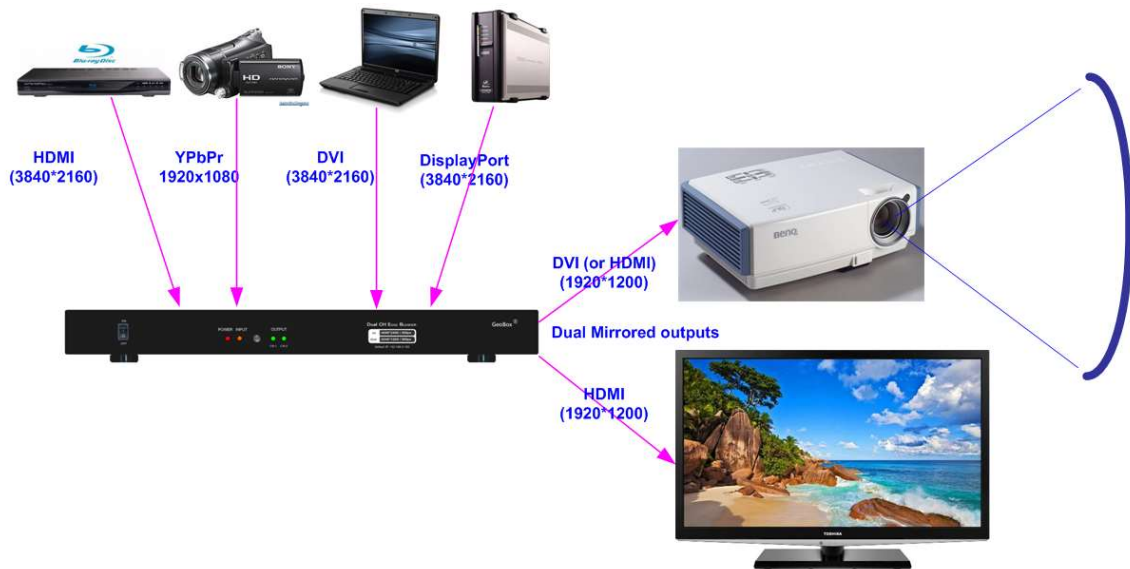 Blu-ray Disc
SONY
HD
HDMI
(3840*2160)
YPbPr
1920x1080
DVI
(3840*2160)
DisplayPort
(3840*2160)
BenQ
DVI (or HDMI)
(1920*1200)
POWER INPUT
OUTPUT
GeoBox
Dual Mirrored outputs
HDMI
(1920*1200)
TOSHIBA